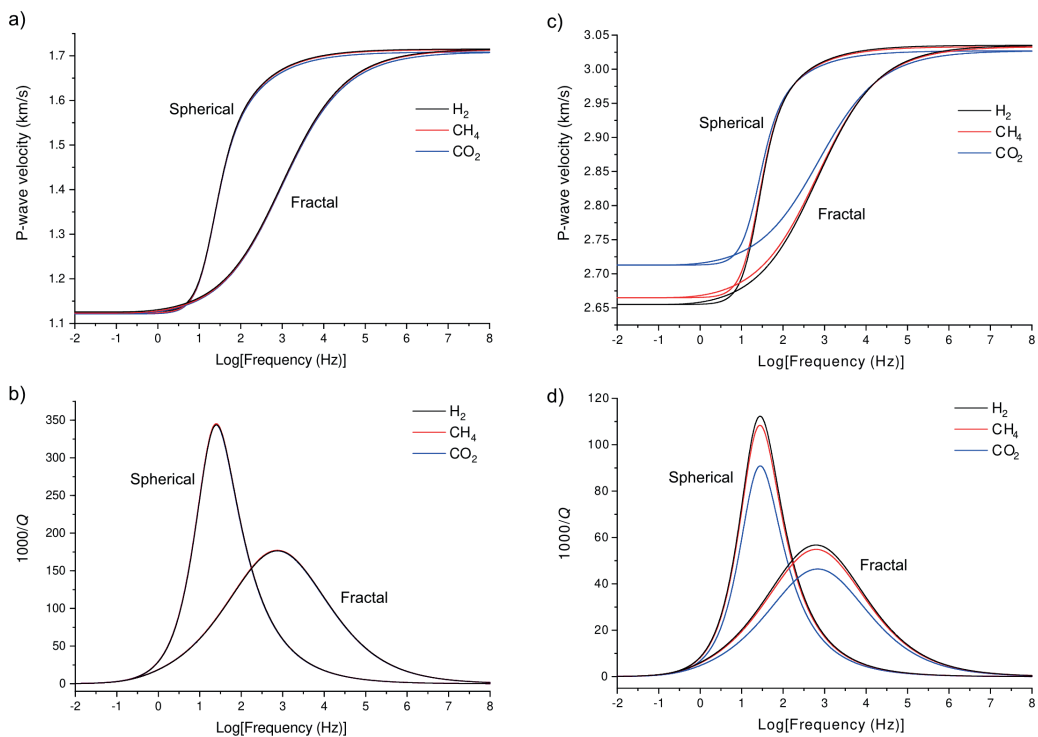 a)
P-wave velocity (km/s)
1.7
1.6
1.5
1.4
1.3
1.2
1.1
Spherical
Fractal
H₂
CH₄
CO₂
-2 -1 0 1 2 3 4 5 6 7 8
Log[Frequency (Hz)]
c)
P-wave velocity (km/s)
3.05
3.00
2.95
2.90
2.85
2.80
2.75
2.70
2.65
Spherical
Fractal
H₂
CH₄
CO₂
-2 -1 0 1 2 3 4 5 6 7 8
Log[Frequency (Hz)]
b)
1000/Q
350
300
250
200
150
100
50
0
Spherical
Fractal
H₂
CH₄
CO₂
-2 -1 0 1 2 3 4 5 6 7 8
Log[Frequency (Hz)]
d)
1000/Q
120
100
80
60
40
20
0
Spherical
Fractal
H₂
CH₄
CO₂
-2 -1 0 1 2 3 4 5 6 7 8
Log[Frequency (Hz)]